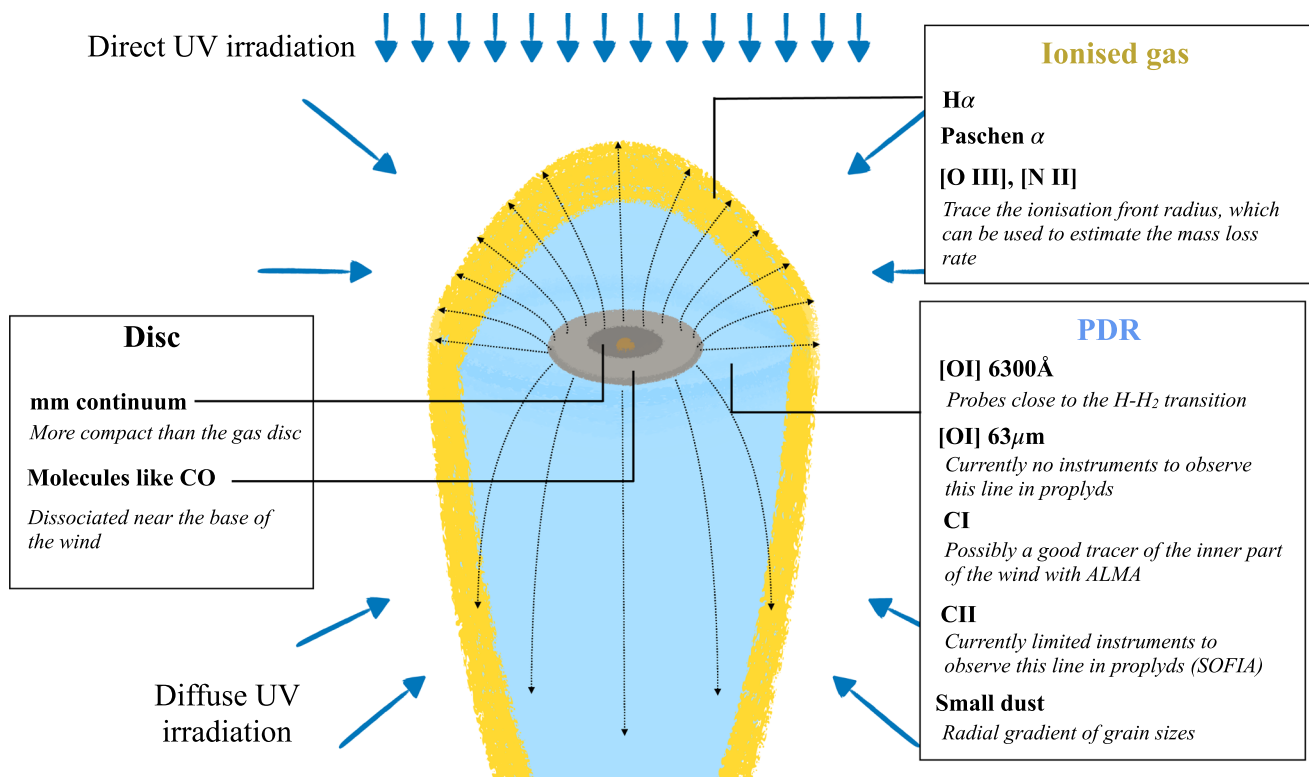 Direct UV irradiation
Ionised gas
Hα
Paschen α
[O III], [N II]
Trace the ionisation front radius, which
can be used to estimate the mass loss
rate
Disc
mm continuum
More compact than the gas disc
Molecules like CO
Dissociated near the base of
the wind
PDR
[OI] 6300Å
Probes close to the H-H₂ transition
[OI] 63μm
Currently no instruments to observe
this line in proplyds
CI
Possibly a good tracer of the inner part
of the wind with ALMA
CII
Currently limited instruments to
observe this line in proplyds (SOFIA)
Small dust
Radial gradient of grain sizes
Diffuse UV
irradiation